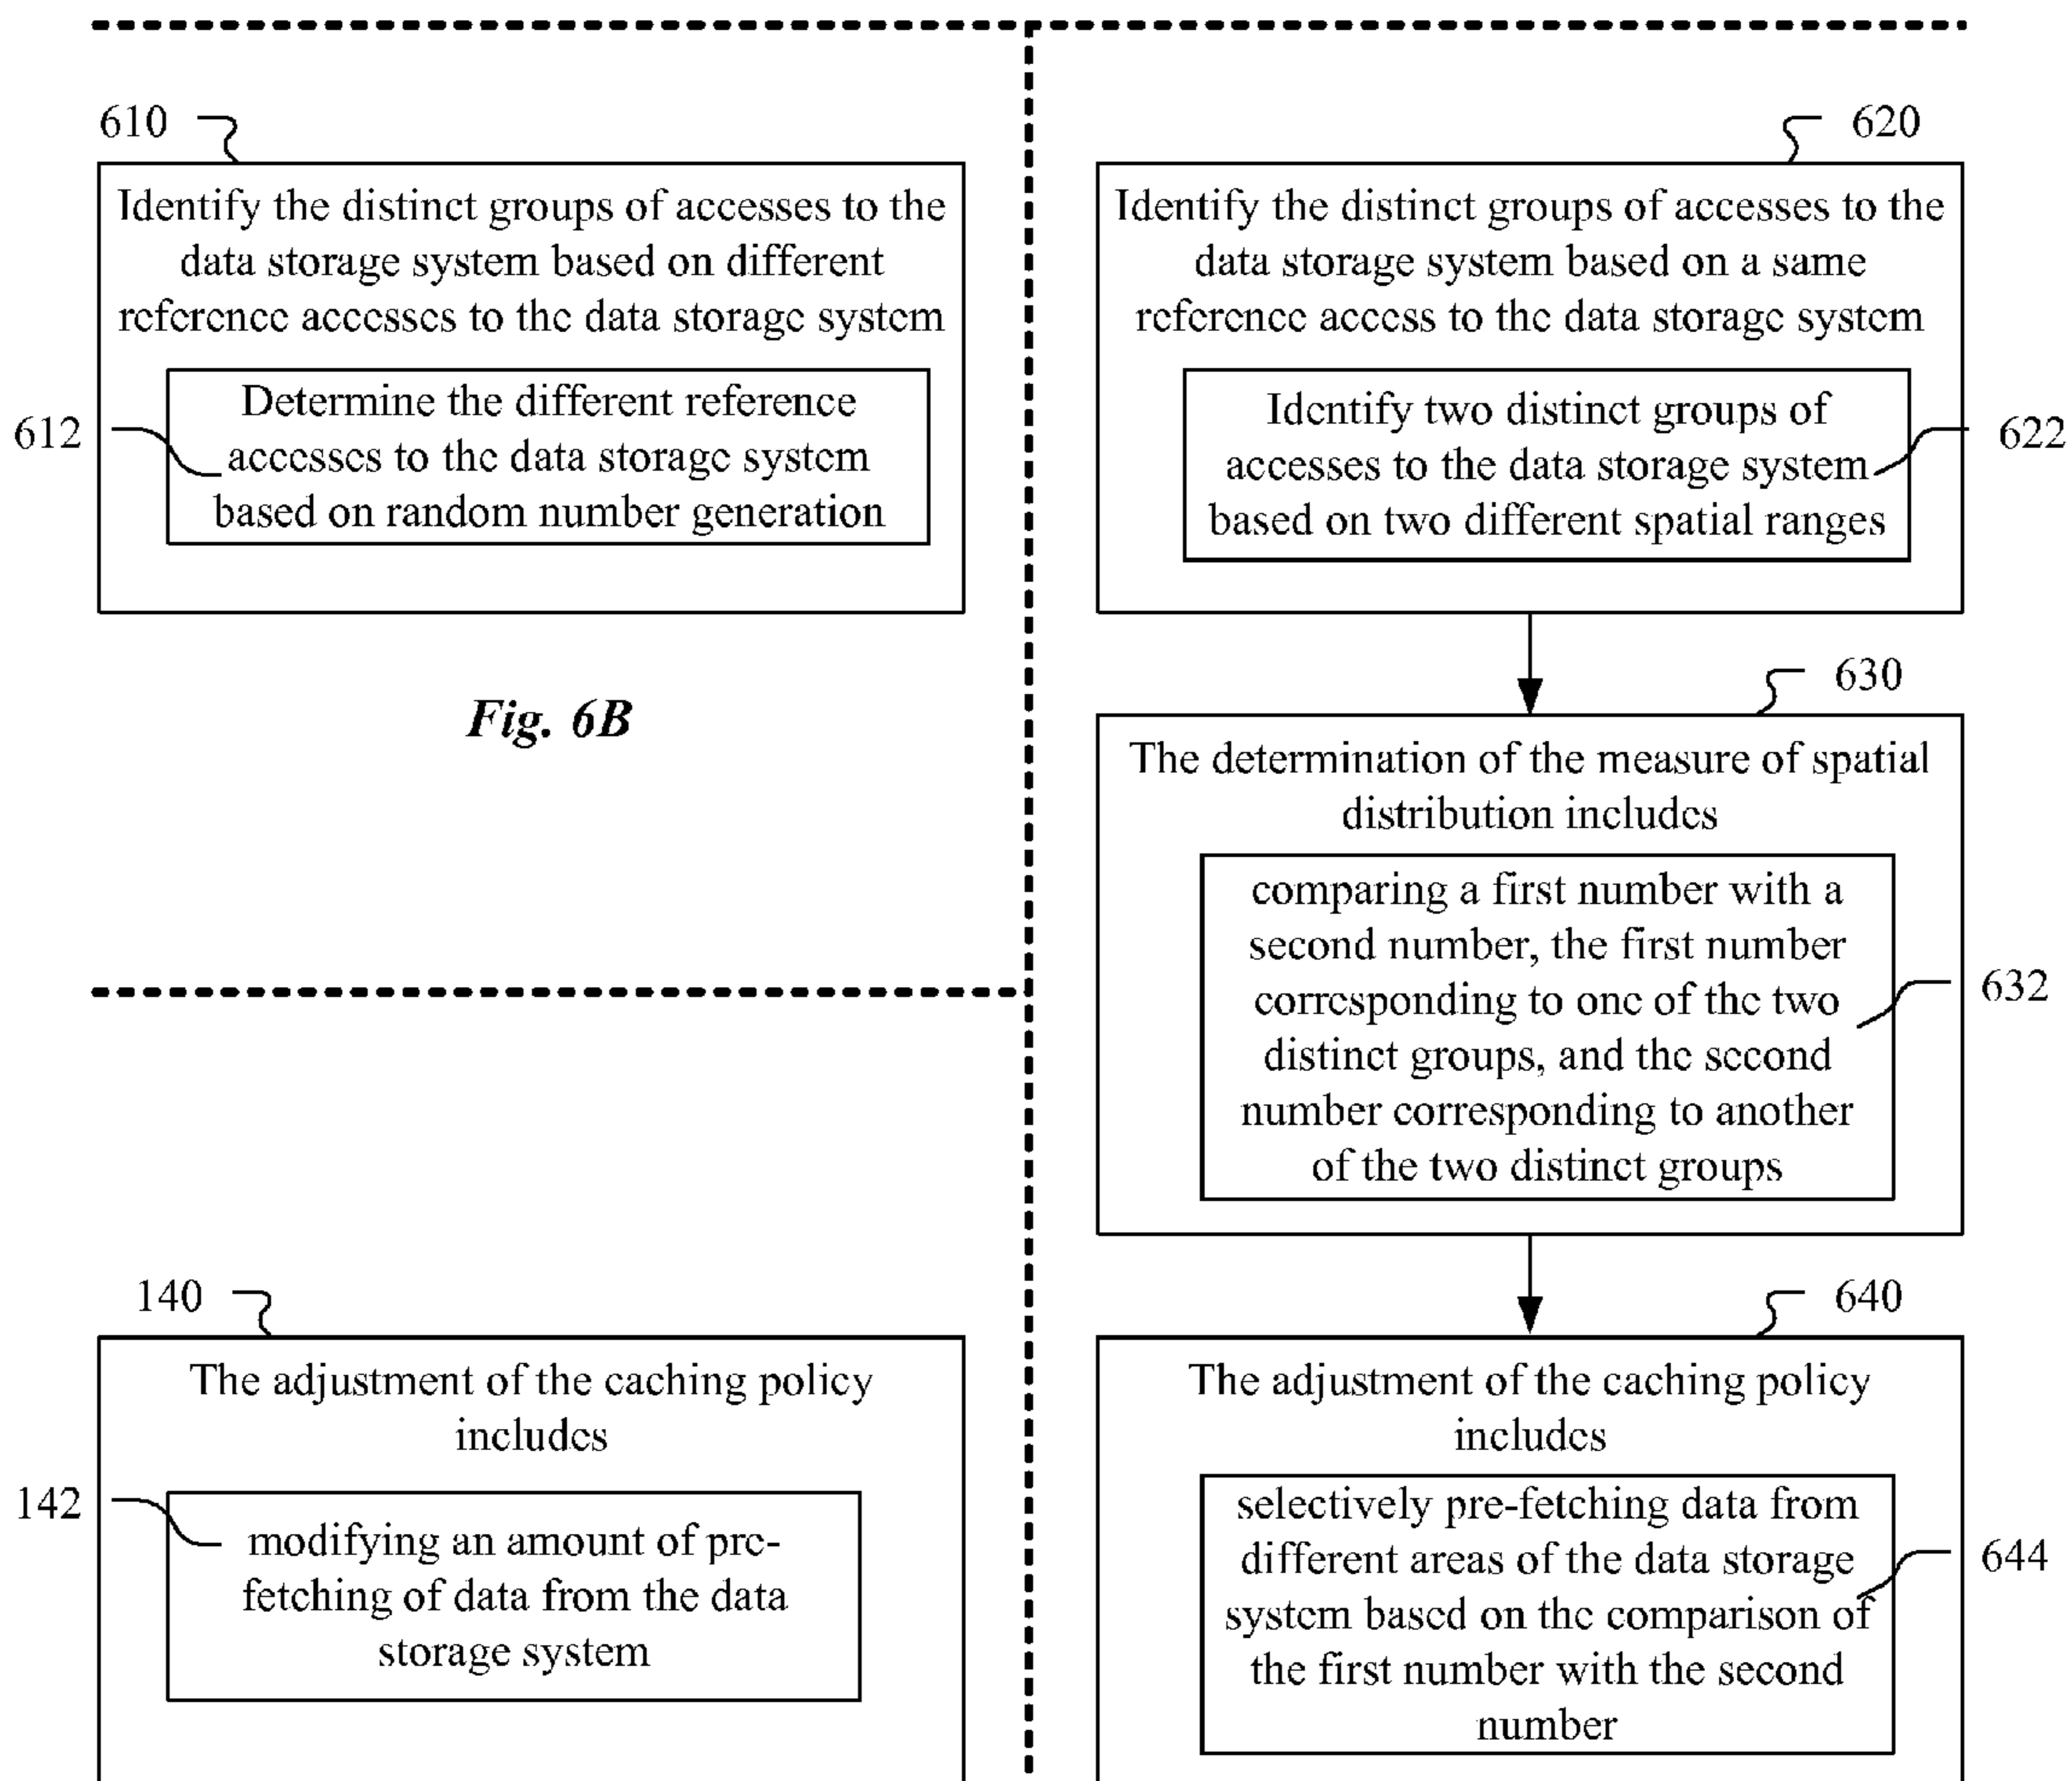 610
Identify the distinct groups of accesses to the
data storage system based on different
reference accesses to the data storage system
612
Determine the different reference
accesses to the data storage system
based on random number generation
Fig. 6B
620
Identify the distinct groups of accesses to the
data storage system based on a same
reference access to the data storage system
Identify two distinct groups of
accesses to the data storage system
based on two different spatial ranges
622
630
The determination of the measure of spatial
distribution includes
comparing a first number with a
second number, the first number
corresponding to one of the two
distinct groups, and the second
number corresponding to another
of the two distinct groups
632
140
The adjustment of the caching policy
includes
142
modifying an amount of pre-
fetching of data from the data
storage system
640
The adjustment of the caching policy
includes
selectively pre-fetching data from
different areas of the data storage
system based on the comparison of
the first number with the second
number
644